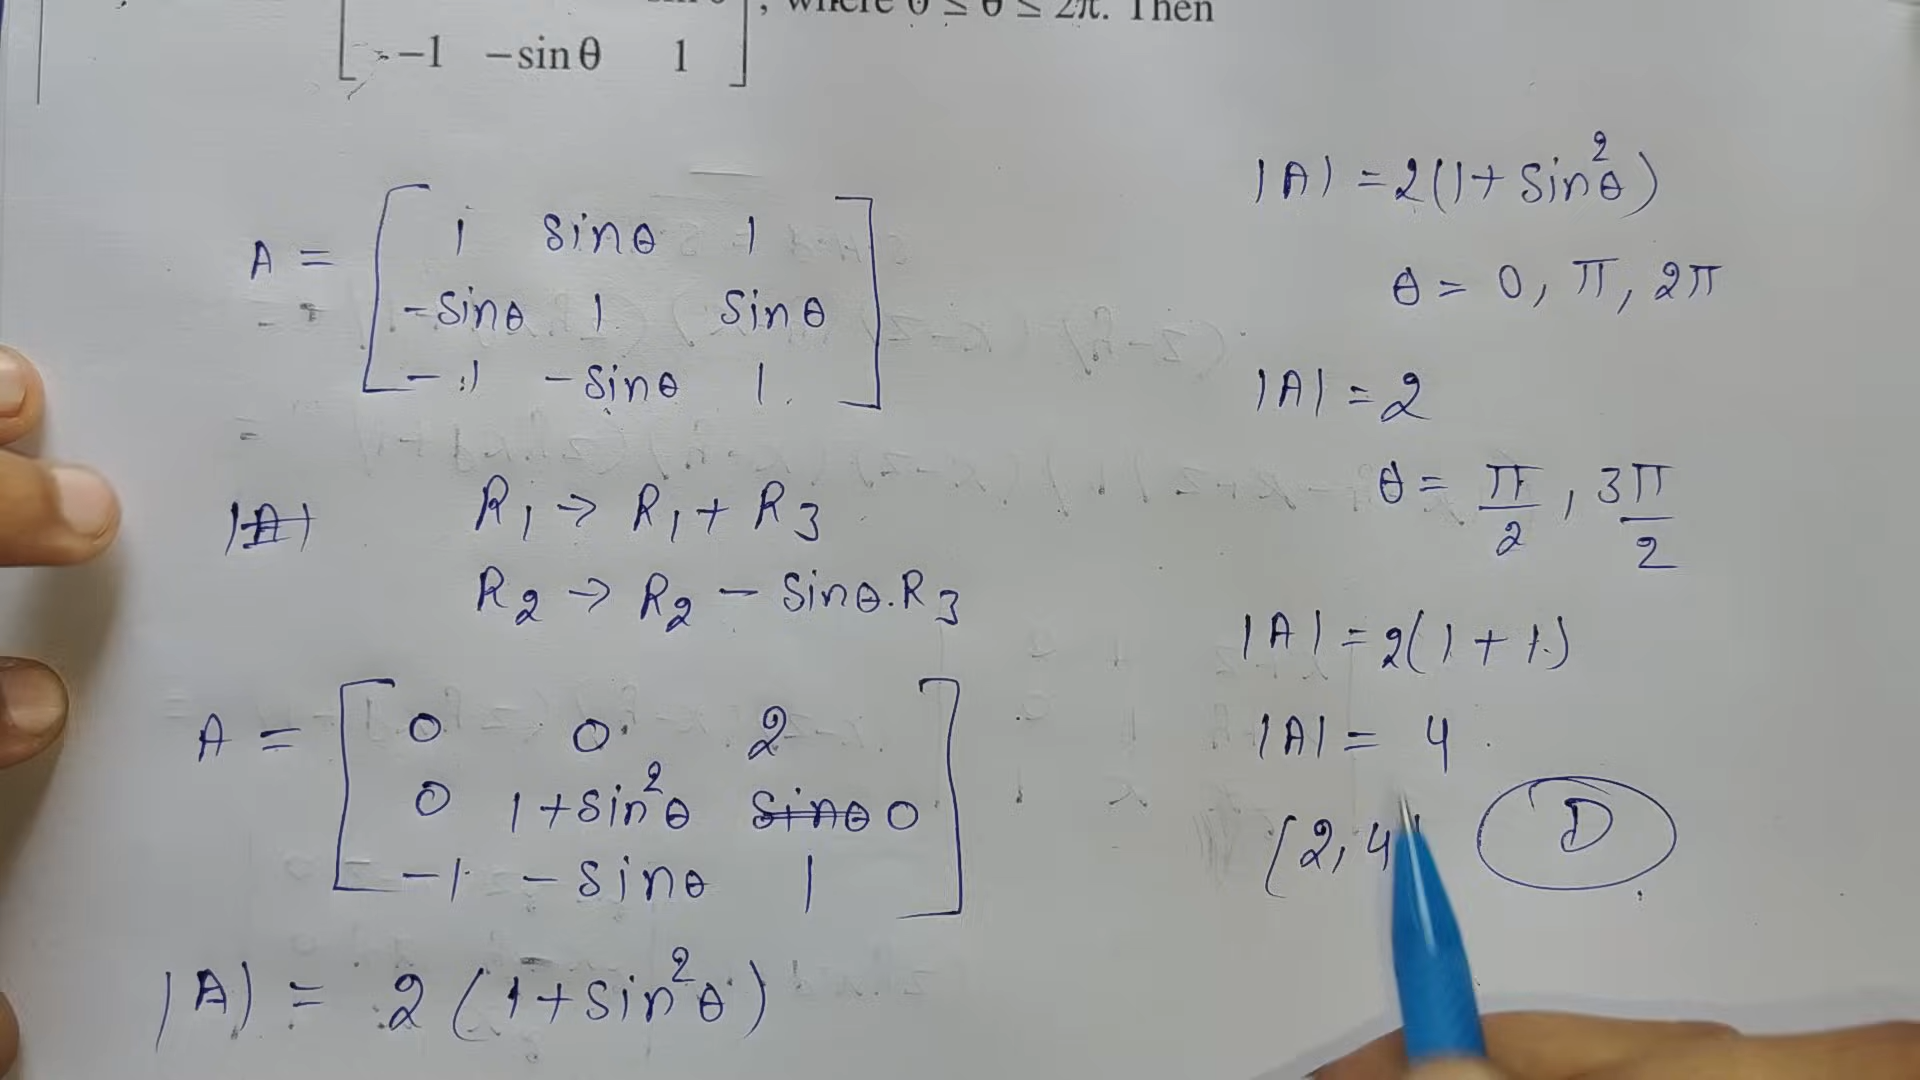 , where 0 ≤ θ ≤ 2π. Then
-1 -sin θ 1
A = [ 1 sinθ 1
-sinθ 1 sinθ
-1 -sinθ 1 ]
|A| R₁ → R₁ + R₃
R₂ → R₂ - sinθ.R₃
A = [ 0 0 2
0 1+sin²θ sinθ 0
-1 -sinθ 1 ]
|A| = 2 (1+sin²θ)
|A| = 2(1+ sin²θ)
θ = 0, π, 2π
|A| = 2
θ = π/2, 3π/2
|A| = 2(1+1)
|A| = 4
[2, 4] D